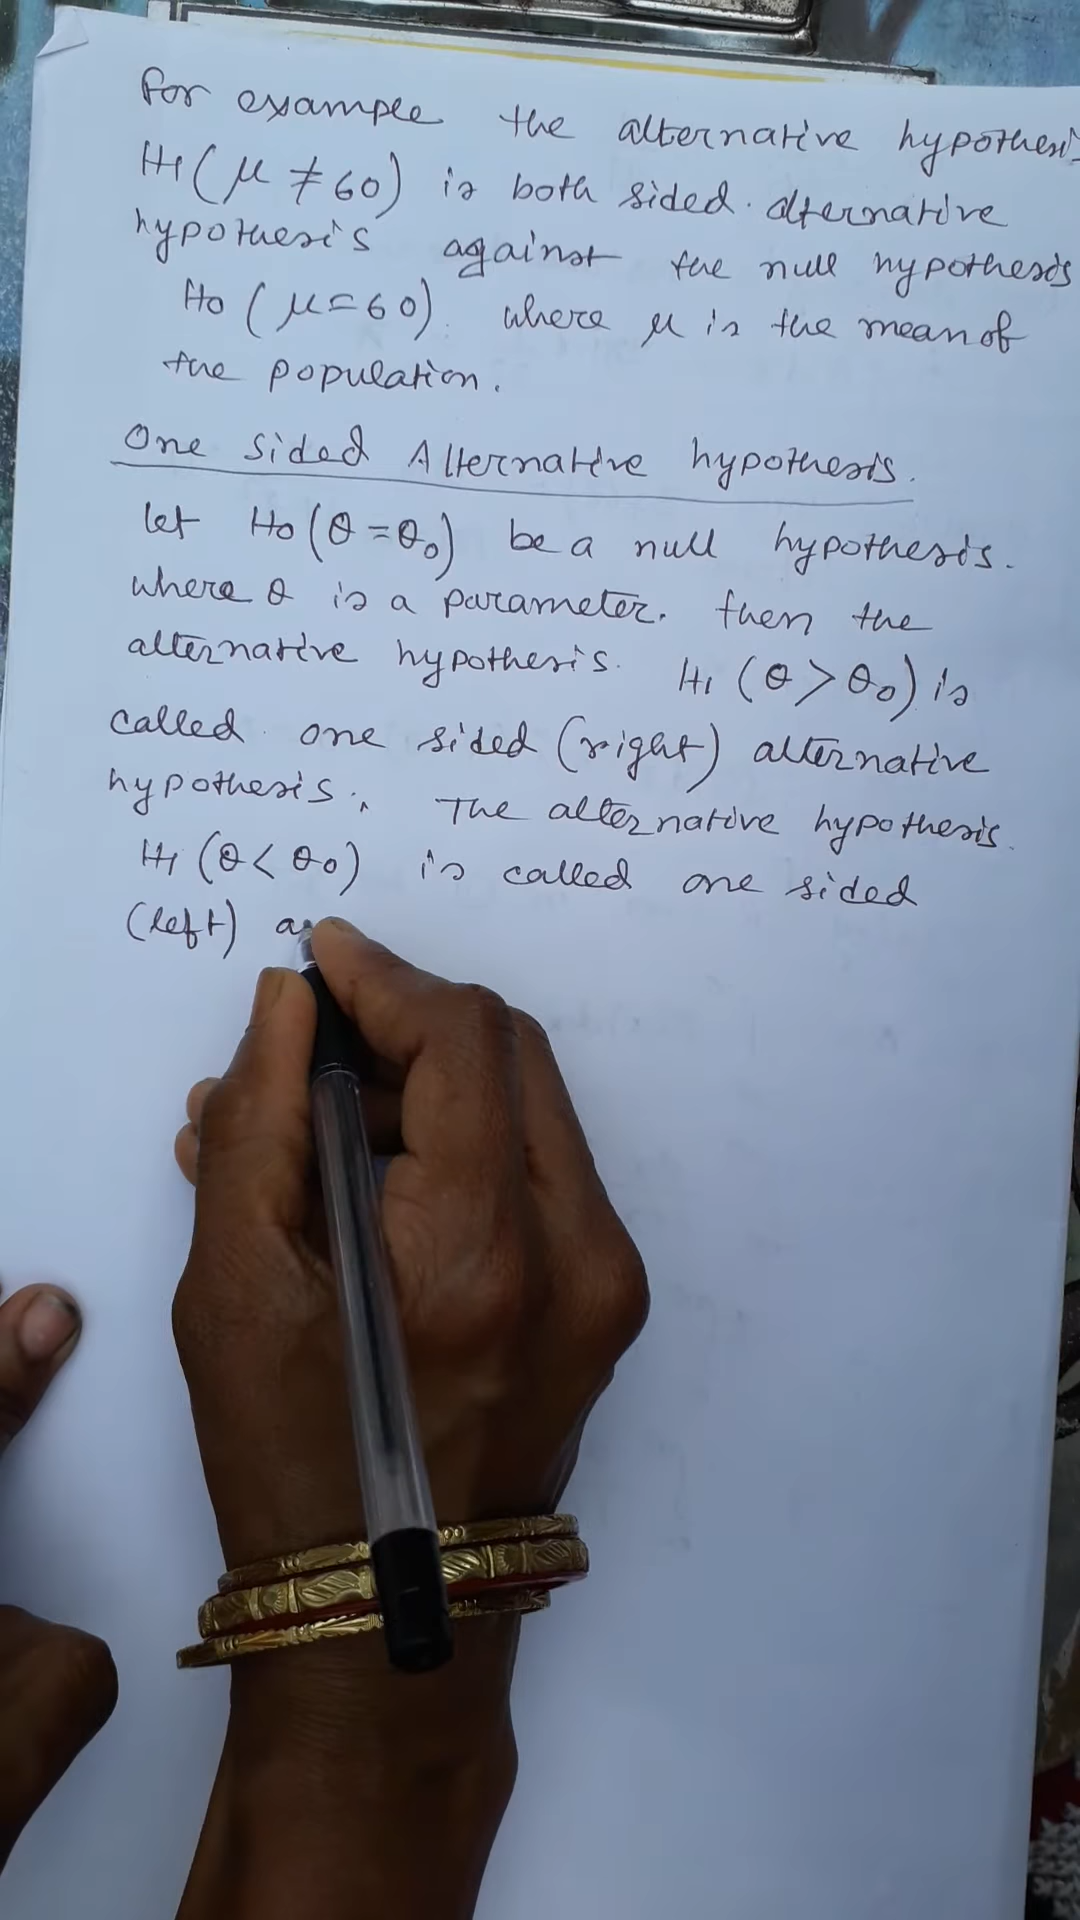 For example the alternative hypothesi
H1 (μ ≠ 60) is both sided. alternative
hypothesis against the null hypothesis
H0 (μ = 60). where μ is the mean of
the population.
One sided Alternative hypothesis.
let H0 (θ = θ0) be a null hypothesis.
where θ is a parameter. then the
alternative hypothesis. H1 (θ > θ0) is
called one sided (right) alternative
hypothesis. The alternative hypothesis.
H1 (θ < θ0) is called one sided
(left) a